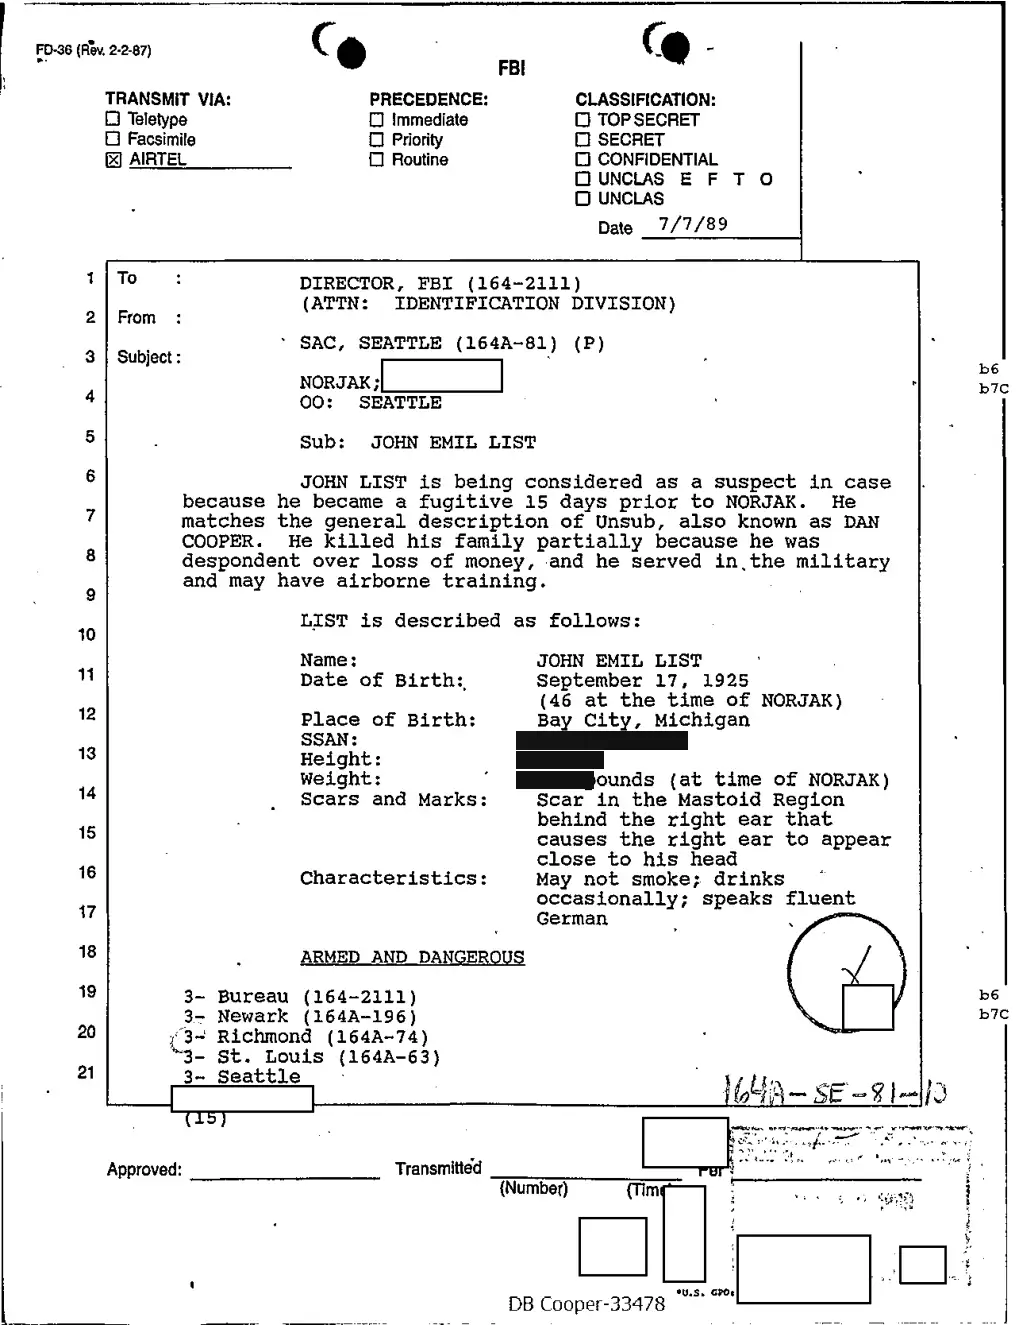 FD-36 (Rev. 2-2-87)
FBI
TRANSMIT VIA:
☐ Teletype
☐ Facsimile
☒ AIRTEL
PRECEDENCE:
☐ Immediate
☐ Priority
☐ Routine
CLASSIFICATION:
☐ TOP SECRET
☐ SECRET
☐ CONFIDENTIAL
☐ UNCLAS E F T O
☐ UNCLAS
Date 7/7/89
1
2
3
4
5
6
7
8
9
10
11
12
13
14
15
16
17
18
19
20
21
To : DIRECTOR, FBI (164-2111)
(ATTN: IDENTIFICATION DIVISION)
From : SAC, SEATTLE (164A-81) (P)
Subject : NORJAK;
OO: SEATTLE
b6
b7C
Sub: JOHN EMIL LIST
JOHN LIST is being considered as a suspect in case
because he became a fugitive 15 days prior to NORJAK. He
matches the general description of Unsub, also known as DAN
COOPER. He killed his family partially because he was
despondent over loss of money, and he served in the military
and may have airborne training.
LIST is described as follows:
Name: JOHN EMIL LIST
Date of Birth: September 17, 1925
(46 at the time of NORJAK)
Place of Birth: Bay City, Michigan
SSAN:
Height:
Weight: ounds (at time of NORJAK)
Scars and Marks: Scar in the Mastoid Region
behind the right ear that
causes the right ear to appear
close to his head
Characteristics: May not smoke; drinks
occasionally; speaks fluent
German
ARMED AND DANGEROUS
3- Bureau (164-2111)
3- Newark (164A-196)
3- Richmond (164A-74)
3- St. Louis (164A-63)
3- Seattle
(15)
b6
b7C
164A-SE-81-
Approved: Transmitted Per
(Number) (Time
*U.S. GPO:
DB Cooper-33478